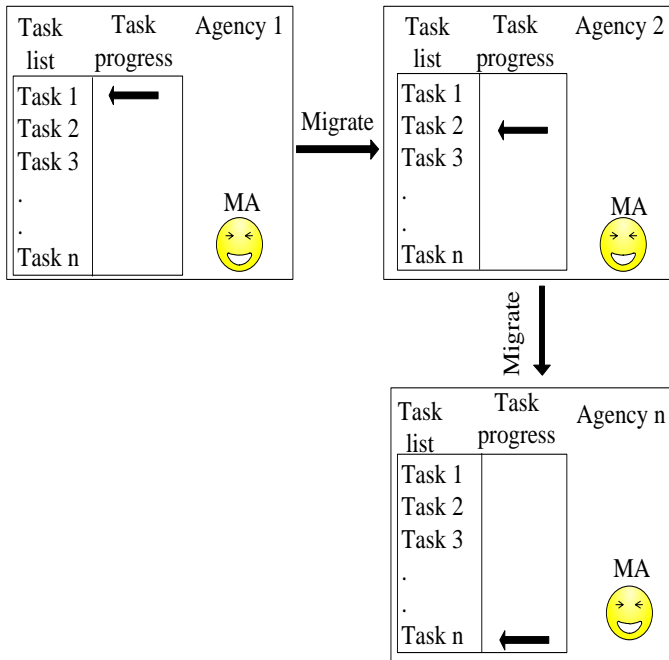 Task list
Task progress
Agency 1
Task 1
Task 2
Task 3
.
.
Task n
MA
Migrate
Task list
Task progress
Agency 2
Task 1
Task 2
Task 3
.
.
Task n
MA
Migrate
Task list
Task progress
Agency n
Task 1
Task 2
Task 3
.
.
Task n
MA